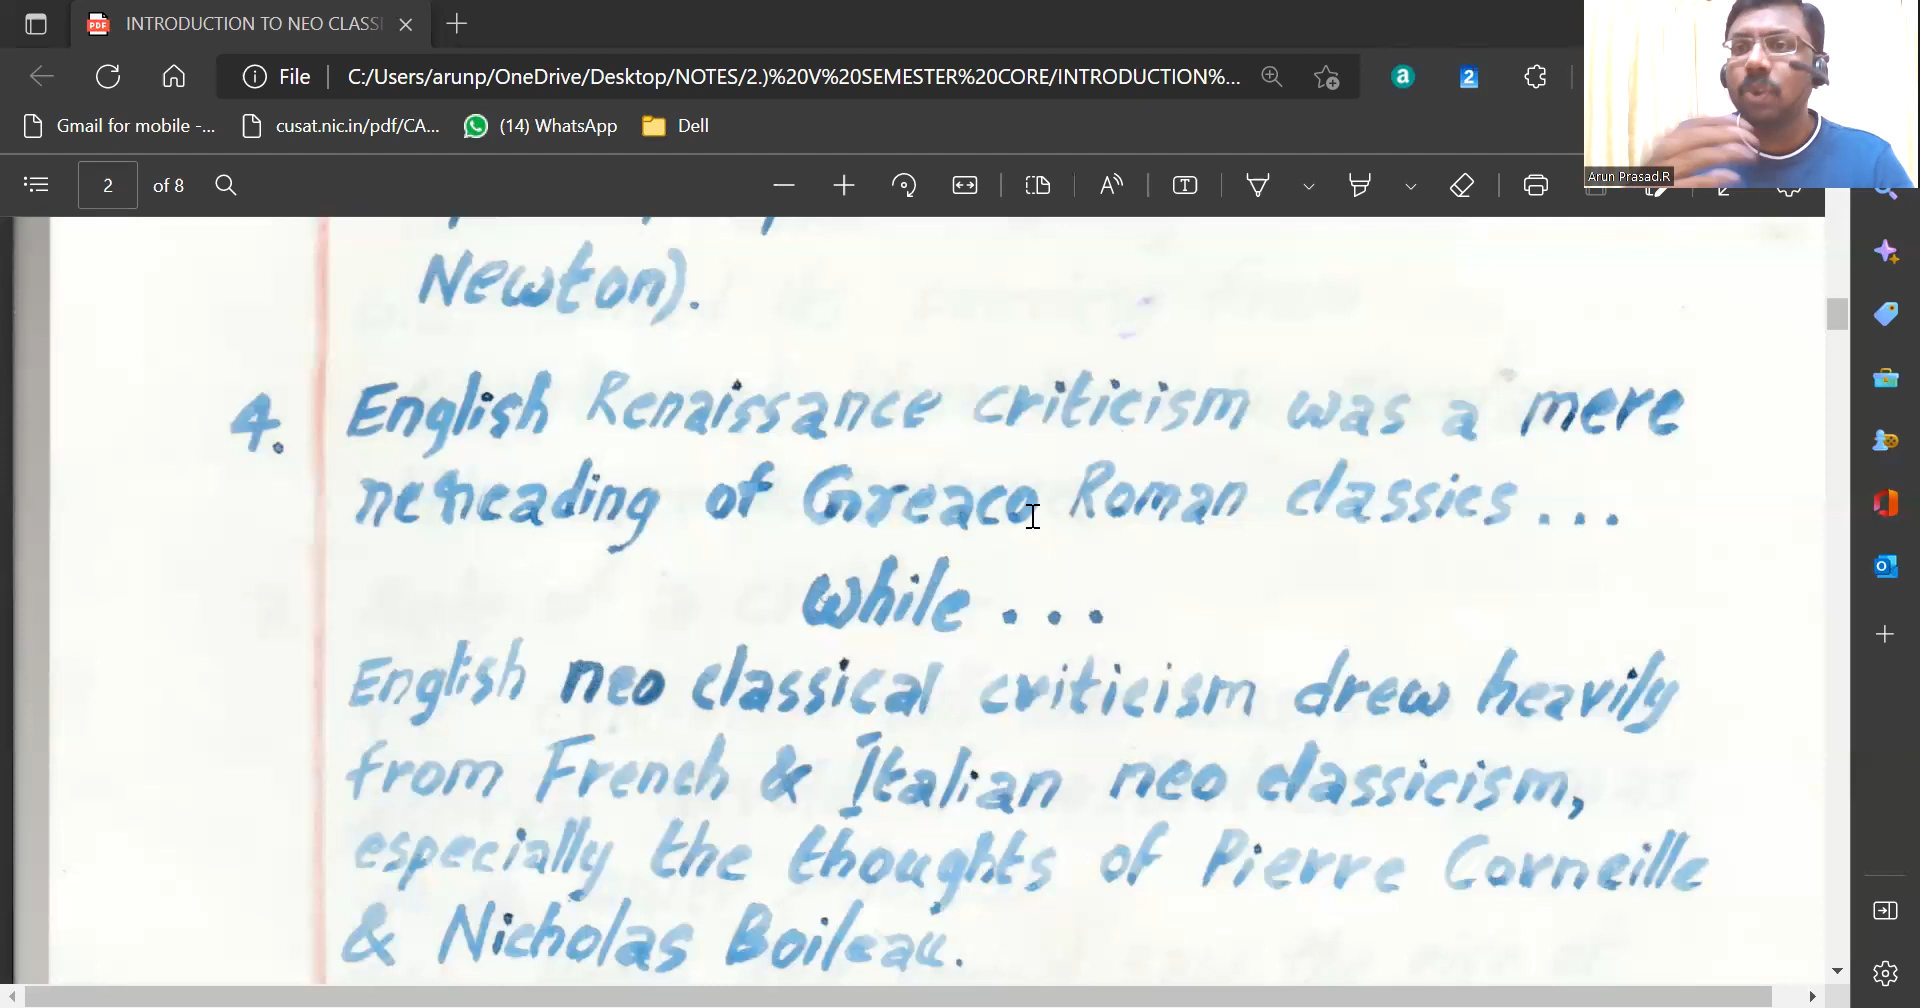 INTRODUCTION TO NEO CLASSI
File
C:/Users/arunp/OneDrive/Desktop/NOTES/2.)%20V%20SEMESTER%20CORE/INTRODUCTION%...
Gmail for mobile -...
cusat.nic.in/pdf/CA...
(14) WhatsApp
Dell
2 of 8
Arun Prasad.R
Newton).
4. English Renaissance criticism was a mere
of Graeaco Roman classics...
while...
English neo classical criticism drew heavily
from French & Italian neo classicism,
especially the thoughts of Pierre Corneille
& Nicholas Boileau.